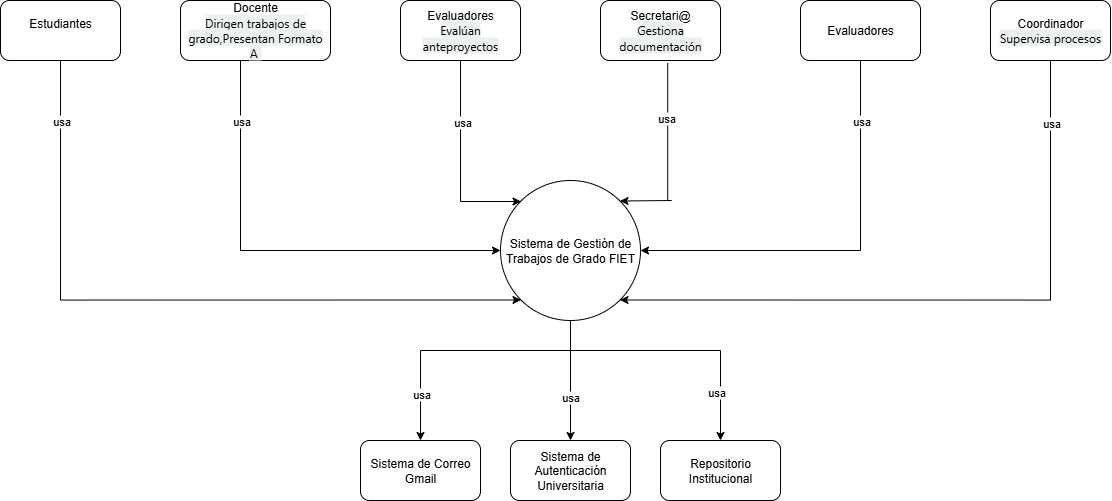 Estudiantes
Docente
Dirigen trabajos de
grado,Presentan Formato
A
Evaluadores
Evalúan
anteproyectos
Secretari@
Gestiona
documentación
Evaluadores
Coordinador
Supervisa procesos
usa
usa
usa
usa
usa
usa
Sistema de Gestión de
Trabajos de Grado FIET
usa
usa
usa
Sistema de Correo
Gmail
Sistema de
Autenticación
Universitaria
Repositorio
Institucional